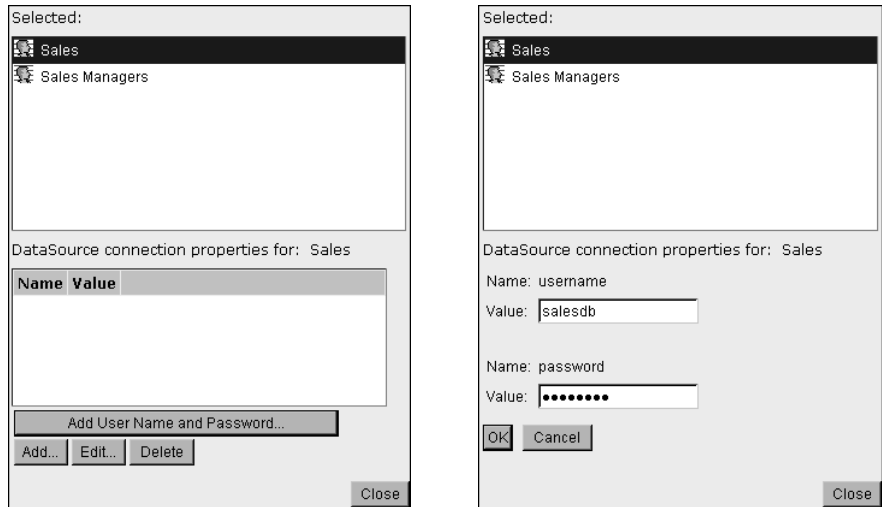 Selected:
Sales
Sales Managers
DataSource connection properties for: Sales
Name Value
Add User Name and Password...
Add... Edit... Delete
Close
Selected:
Sales
Sales Managers
DataSource connection properties for: Sales
Name: username
Value: salesdb
Name: password
Value: ••••••••
OK Cancel
Close